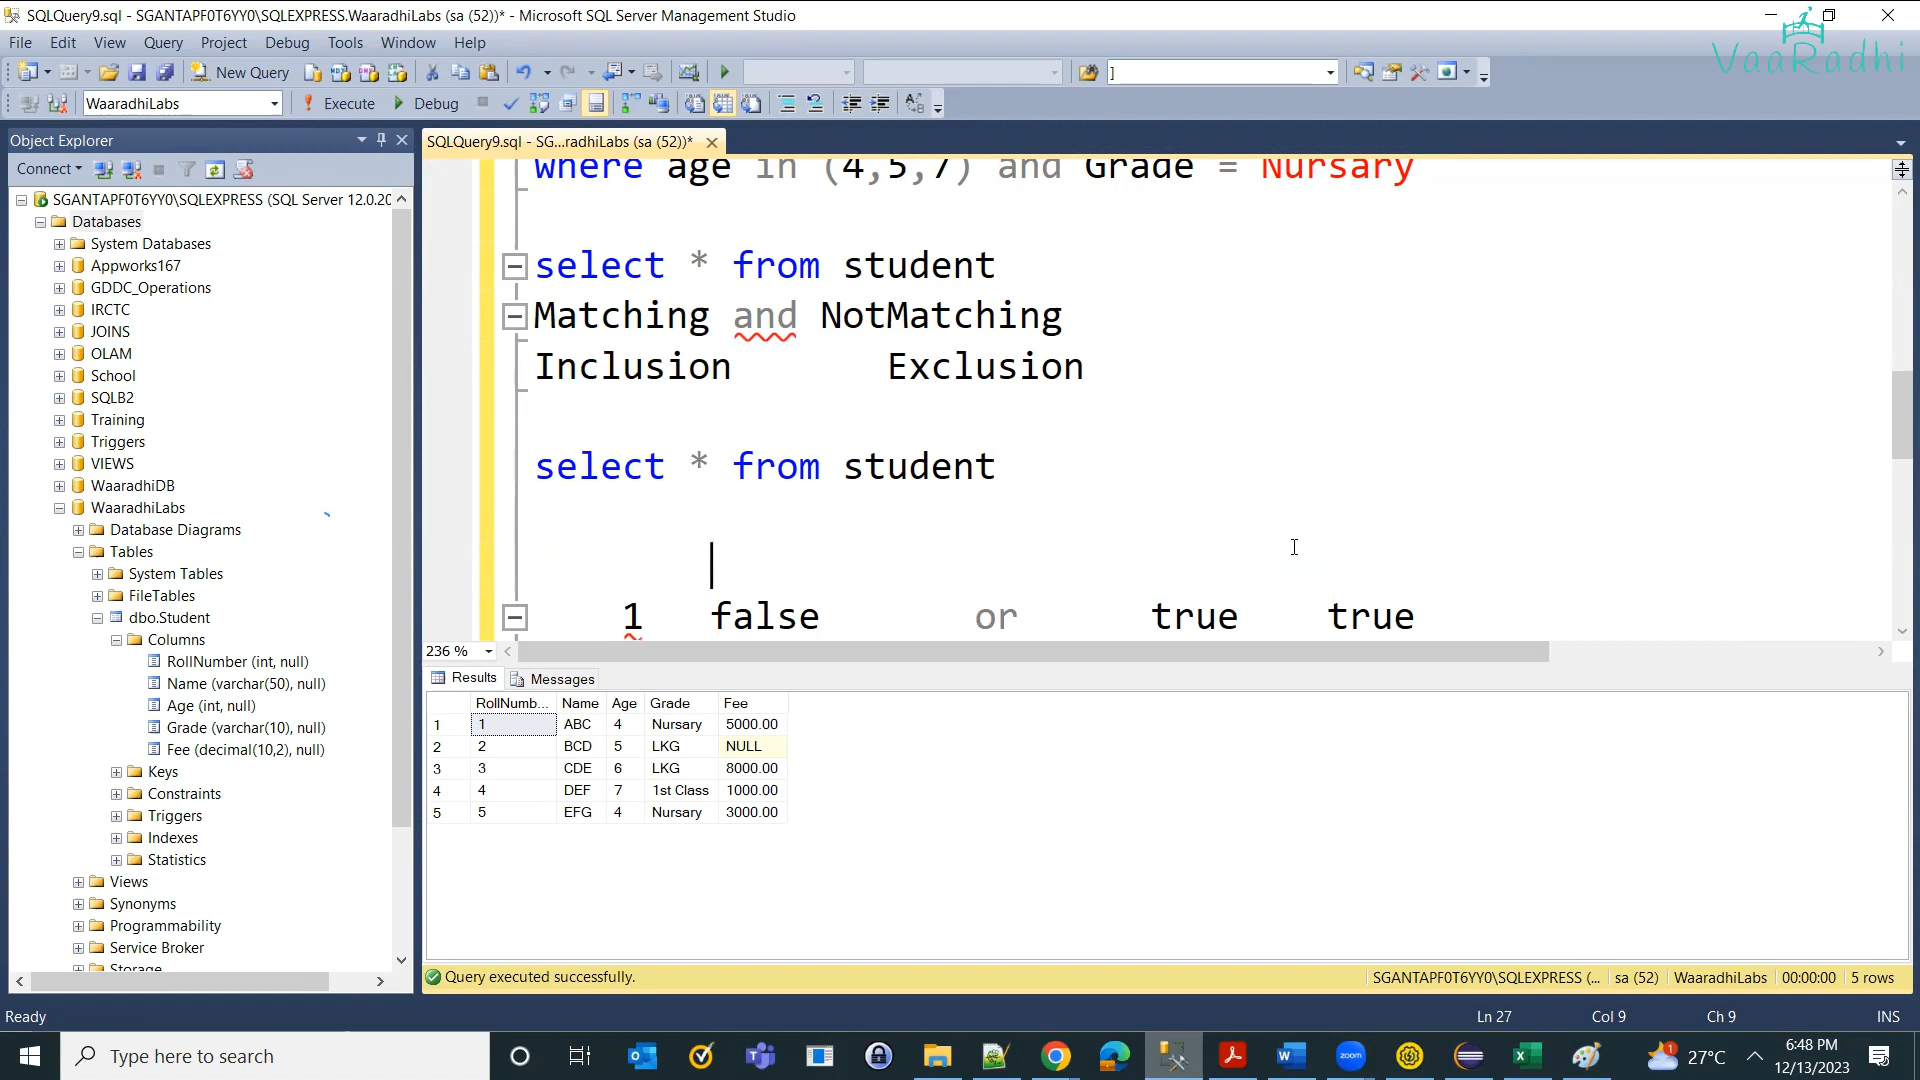 SQLQuery9.sql - SGANTAPF0T6YY0\SQLEXPRESS.WaaradhiLabs (sa (52))* - Microsoft SQL Server Management Studio
VaaRadhi
File Edit View Query Project Debug Tools Window Help
New Query ]
WaaradhiLabs Execute Debug
Object Explorer
SQLQuery9.sql - SG...radhiLabs (sa (52))*
Connect
SGANTAPF0T6YY0\SQLEXPRESS (SQL Server 12.0.20
Databases
System Databases
Appworks167
GDDC_Operations
IRCTC
JOINS
OLAM
School
SQLB2
Training
Triggers
VIEWS
WaaradhiDB
WaaradhiLabs
Database Diagrams
Tables
System Tables
FileTables
dbo.Student
Columns
RollNumber (int, null)
Name (varchar(50), null)
Age (int, null)
Grade (varchar(10), null)
Fee (decimal(10,2), null)
Keys
Constraints
Triggers
Indexes
Statistics
Views
Synonyms
Programmability
Service Broker
Storage
where age in (4,5,7) and Grade = Nursary
select * from student
Matching and NotMatching
Inclusion Exclusion
select * from student
1 false or true true
236 %
Results Messages
RollNumb... Name Age Grade Fee
1 1 ABC 4 Nursary 5000.00
2 2 BCD 5 LKG NULL
3 3 CDE 6 LKG 8000.00
4 4 DEF 7 1st Class 1000.00
5 5 EFG 4 Nursary 3000.00
Query executed successfully. SGANTAPF0T6YY0\SQLEXPRESS (... sa (52) WaaradhiLabs 00:00:00 5 rows
Ready Ln 27 Col 9 Ch 9 INS
Type here to search zoom 1 27°C 6:48 PM
12/13/2023